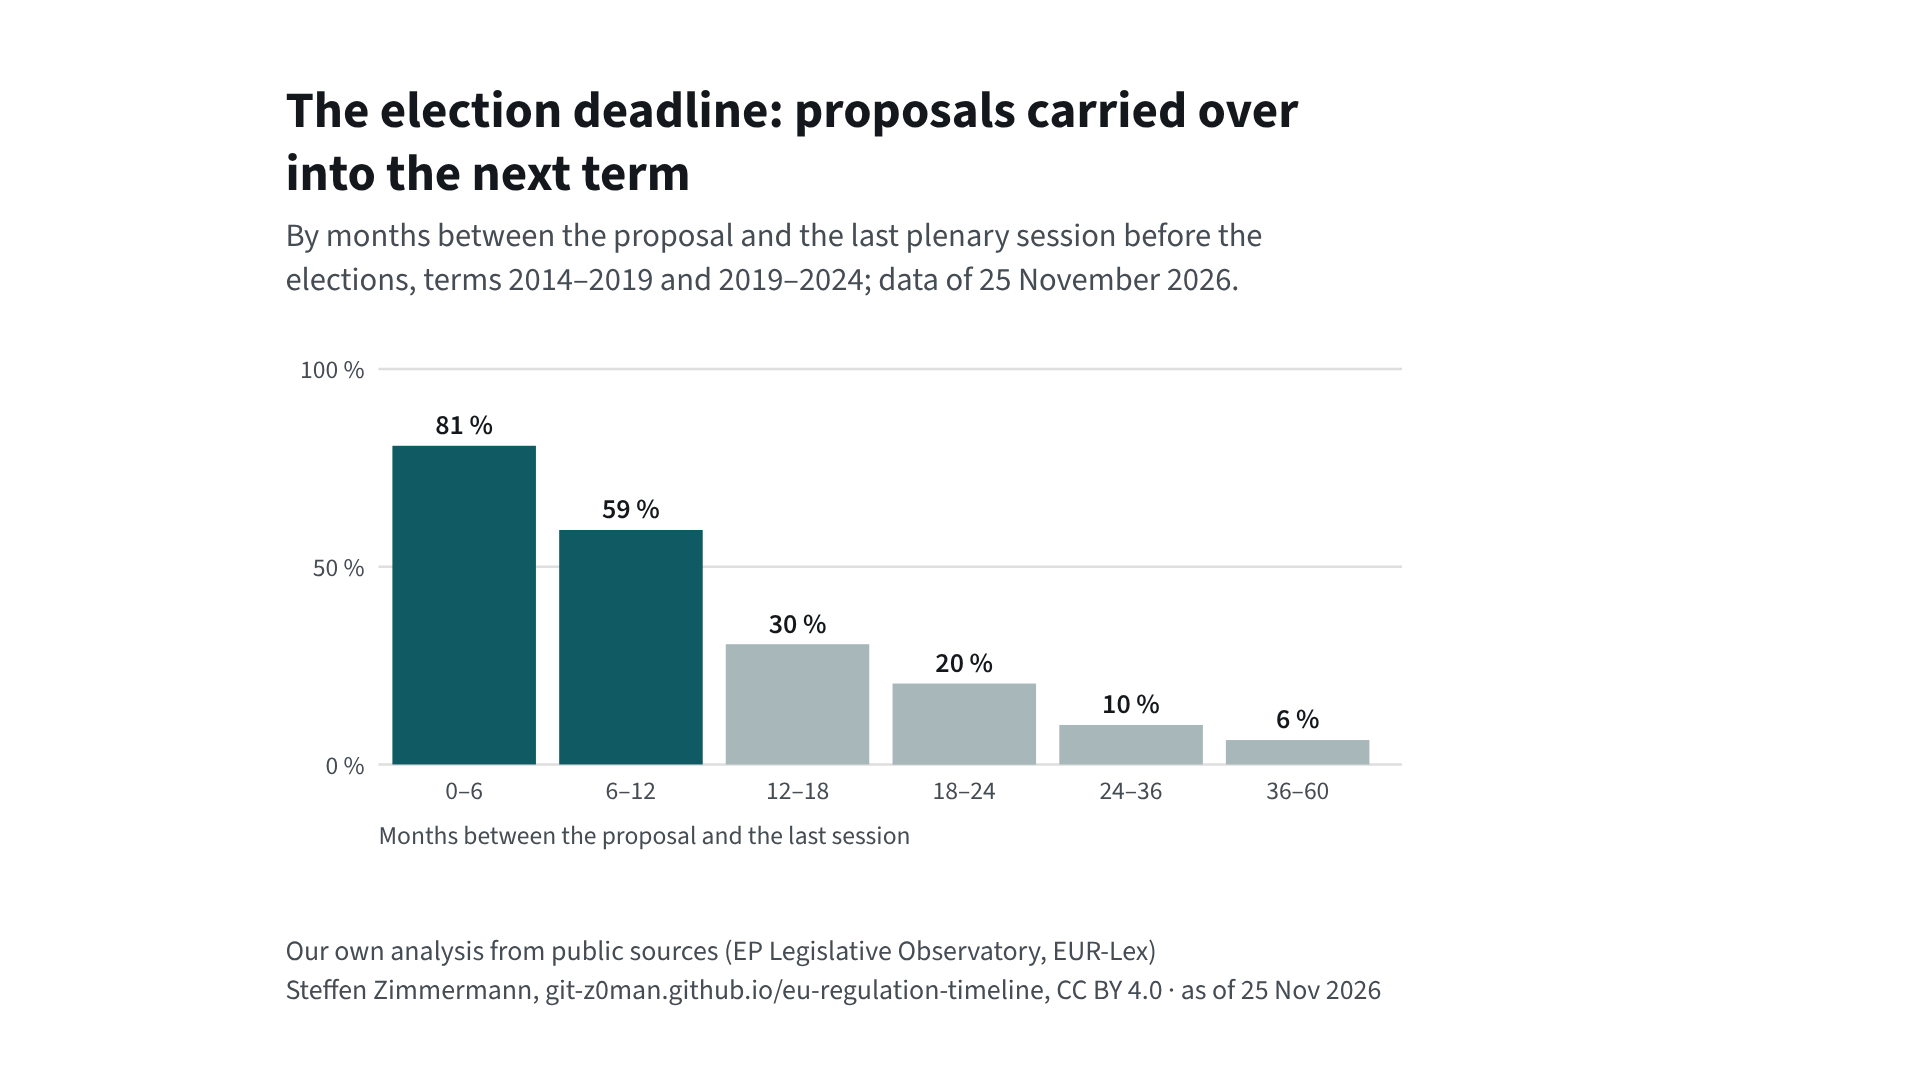 The election deadline: proposals carried over
into the next term
By months between the proposal and the last plenary session before the
elections, terms 2014–2019 and 2019–2024; data of 25 November 2026.
100 %
81 %
59 %
50 %
30 %
20 %
10 %
6 %
0 %
0–6 6–12 12–18 18–24 24–36 36–60
Months between the proposal and the last session
Our own analysis from public sources (EP Legislative Observatory, EUR-Lex)
Steffen Zimmermann, git-z0man.github.io/eu-regulation-timeline, CC BY 4.0 · as of 25 Nov 2026